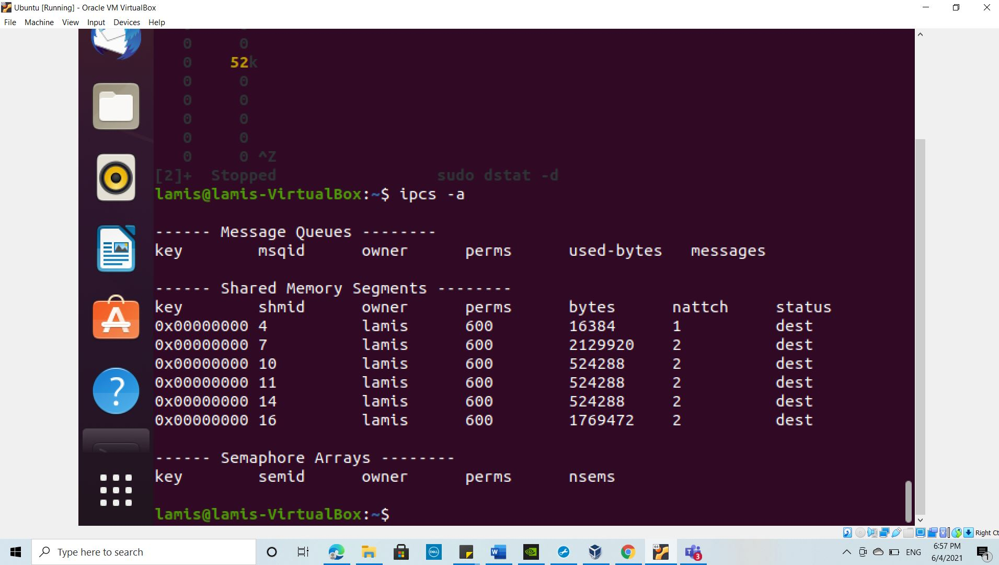 Ubuntu [Running] - Oracle VM VirtualBox
File Machine View Input Devices Help
0 0
0 52k
0 0
0 0
0 0
0 0
0 0 ^Z
[2]+ Stopped sudo dstat -d
lamis@lamis-VirtualBox:~$ ipcs -a
------ Message Queues --------
key msqid owner perms used-bytes messages
------ Shared Memory Segments --------
key shmid owner perms bytes nattch status
0x00000000 4 lamis 600 16384 1 dest
0x00000000 7 lamis 600 2129920 2 dest
0x00000000 10 lamis 600 524288 2 dest
0x00000000 11 lamis 600 524288 2 dest
0x00000000 14 lamis 600 524288 2 dest
0x00000000 16 lamis 600 1769472 2 dest
------ Semaphore Arrays --------
key semid owner perms nsems
lamis@lamis-VirtualBox:~$
Right Ct
Type here to search
DELL
64
3
ENG
6:57 PM
6/4/2021
1